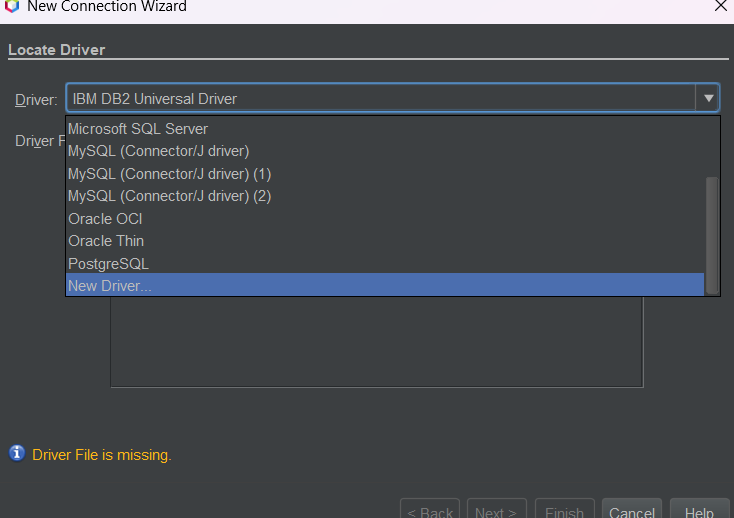 New Connection Wizard
Locate Driver
Driver: IBM DB2 Universal Driver
Driver F
Microsoft SQL Server
MySQL (Connector/J driver)
MySQL (Connector/J driver) (1)
MySQL (Connector/J driver) (2)
Oracle OCI
Oracle Thin
PostgreSQL
New Driver...
Driver File is missing.
< Back Next > Finish Cancel Help